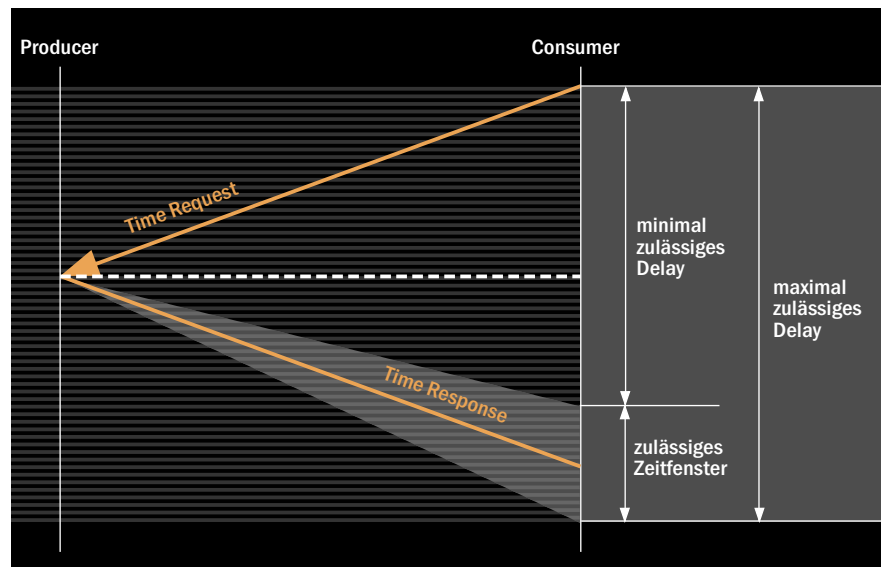 Producer
Consumer
Time Request
minimal
zulässiges
Delay
maximal
zulässiges
Delay
Time Response
zulässiges
Zeitfenster